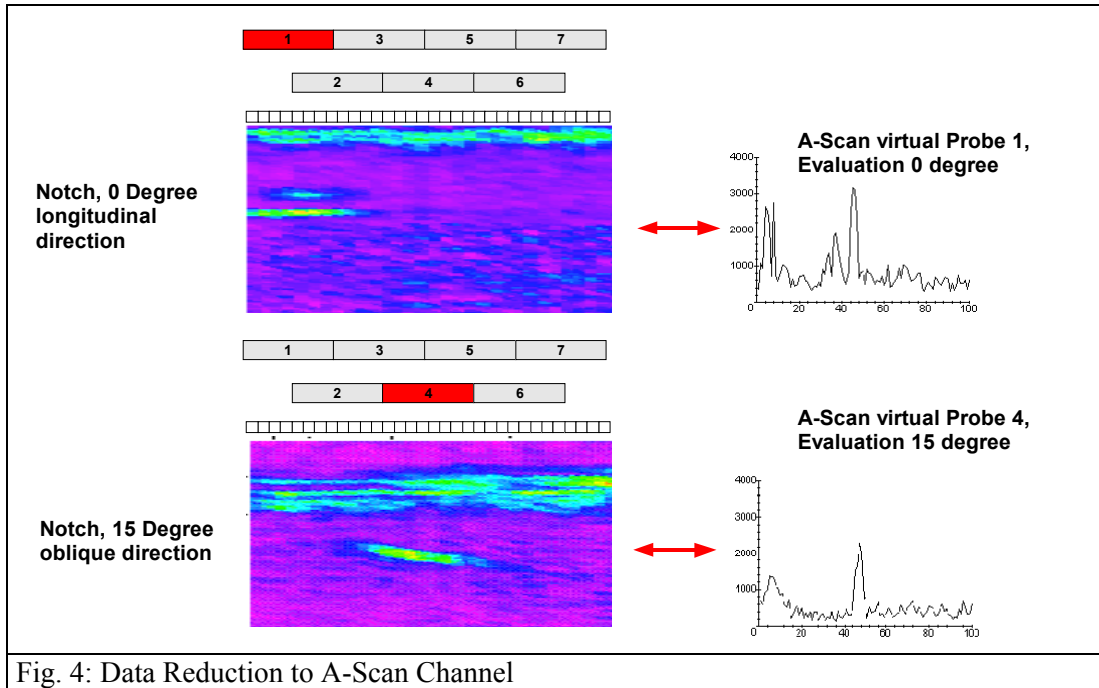 1 3 5 7
2 4 6
Notch, 0 Degree
longitudinal
direction
A-Scan virtual Probe 1,
Evaluation 0 degree
4000
3000
2000
1000
0 20 40 60 80 100
1 3 5 7
2 4 6
Notch, 15 Degree
oblique direction
A-Scan virtual Probe 4,
Evaluation 15 degree
4000
3000
2000
1000
0 20 40 60 80 100
Fig. 4: Data Reduction to A-Scan Channel